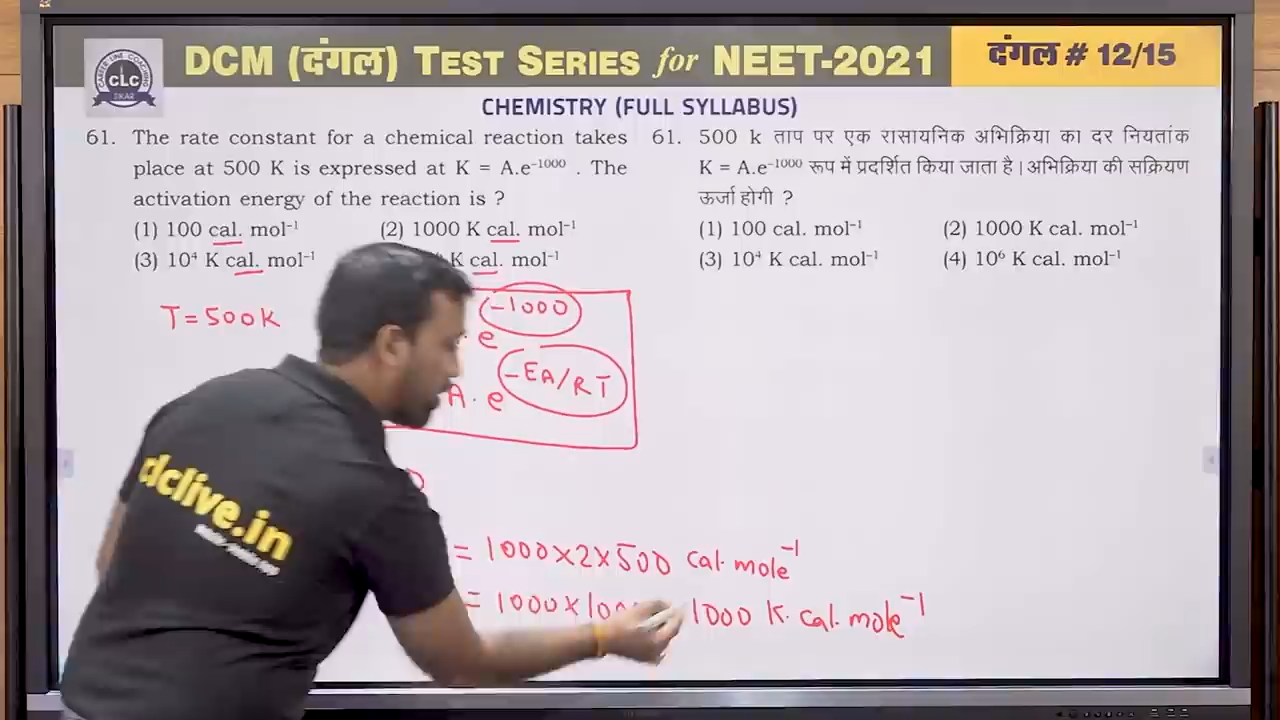 DCM (दंगल) TEST SERIES for NEET-2021
दंगल # 12/15
CLC
SIKAR
CHEMISTRY (FULL SYLLABUS)
61. The rate constant for a chemical reaction takes
place at 500 K is expressed at K = A.e⁻¹⁰⁰⁰ . The
activation energy of the reaction is ?
(1) 100 cal. mol⁻¹ (2) 1000 K cal. mol⁻¹
(3) 10⁴ K cal. mol⁻¹ K cal. mol⁻¹
61. 500 k ताप पर एक रासायनिक अभिक्रिया का दर नियतांक
K = A.e⁻¹⁰⁰⁰ रूप में प्रदर्शित किया जाता है। अभिक्रिया की सक्रियण
ऊर्जा होगी ?
(1) 100 cal. mol⁻¹ (2) 1000 K cal. mol⁻¹
(3) 10⁴ K cal. mol⁻¹ (4) 10⁶ K cal. mol⁻¹
T = 500 K
e⁻¹⁰⁰⁰
A . e⁻ᴱᴬ/ᴿᵀ
= 1000 × 2 × 500 cal. mole⁻¹
= 1000 × 1000 K. cal. mole⁻¹
clclive.in